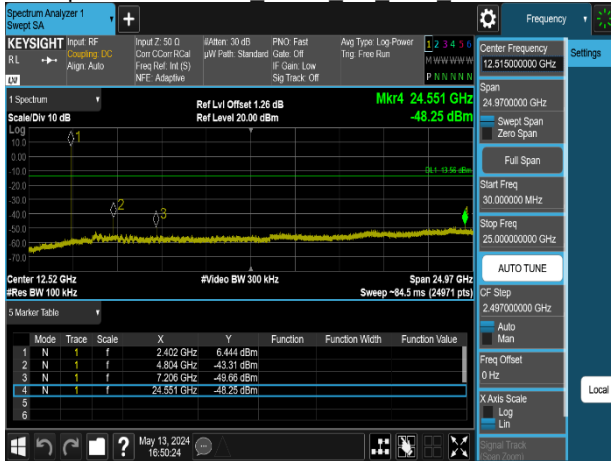 Spectrum Analyzer 1
Swept SA
+
Frequency
KEYSIGHT
RL
Input: RF
Coupling: DC
Align: Auto
Input Z: 50 Ω
Corr CCorr RCal
Freq Ref: Int (S)
NFE: Adaptive
#Atten: 30 dB
µW Path: Standard
PNO: Fast
Gate: Off
IF Gain: Low
Sig Track: Off
Avg Type: Log-Power
Trig: Free Run
1 2 3 4 5 6
M W W W W W
P N N N N N
1 Spectrum
Scale/Div 10 dB
Ref Lvl Offset 1.26 dB
Ref Level 20.00 dBm
Mkr4 24.551 GHz
-48.25 dBm
Log
10.0
0.00
-10.0
-20.0
-30.0
-40.0
-50.0
-60.0
-70.0
1
2
3
4
DL1 -13.56 dBm
Center 12.52 GHz
#Video BW 300 kHz
Span 24.97 GHz
#Res BW 100 kHz
Sweep ~84.5 ms (24971 pts)
5 Marker Table
Mode Trace Scale X Y Function Function Width Function Value
1 N 1 f 2.402 GHz 6.444 dBm
2 N 1 f 4.804 GHz -43.31 dBm
3 N 1 f 7.206 GHz -49.66 dBm
4 N 1 f 24.551 GHz -48.25 dBm
5
6
May 13, 2024
16:50:24
?
Center Frequency
12.515000000 GHz
Settings
Span
24.9700000 GHz
Swept Span
Zero Span
Full Span
Start Freq
30.000000 MHz
Stop Freq
25.000000000 GHz
AUTO TUNE
CF Step
2.497000000 GHz
Auto
Man
Freq Offset
0 Hz
Local
X Axis Scale
Log
Lin
Signal Track
(Span Zoom)